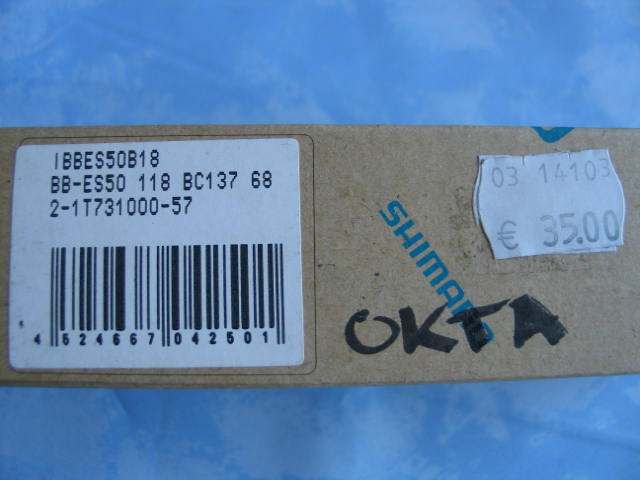 IBBES50B18
BB-ES50 118 BC137 68
2-1T731000-57
4 524667 042501
03 14103
€ 35.00
SHIMANO
OKTA